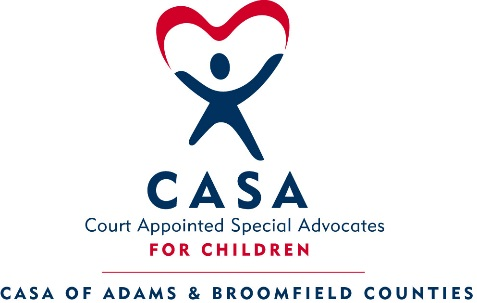 CASA
Court Appointed Special Advocates
FOR CHILDREN
CASA OF ADAMS & BROOMFIELD COUNTIES